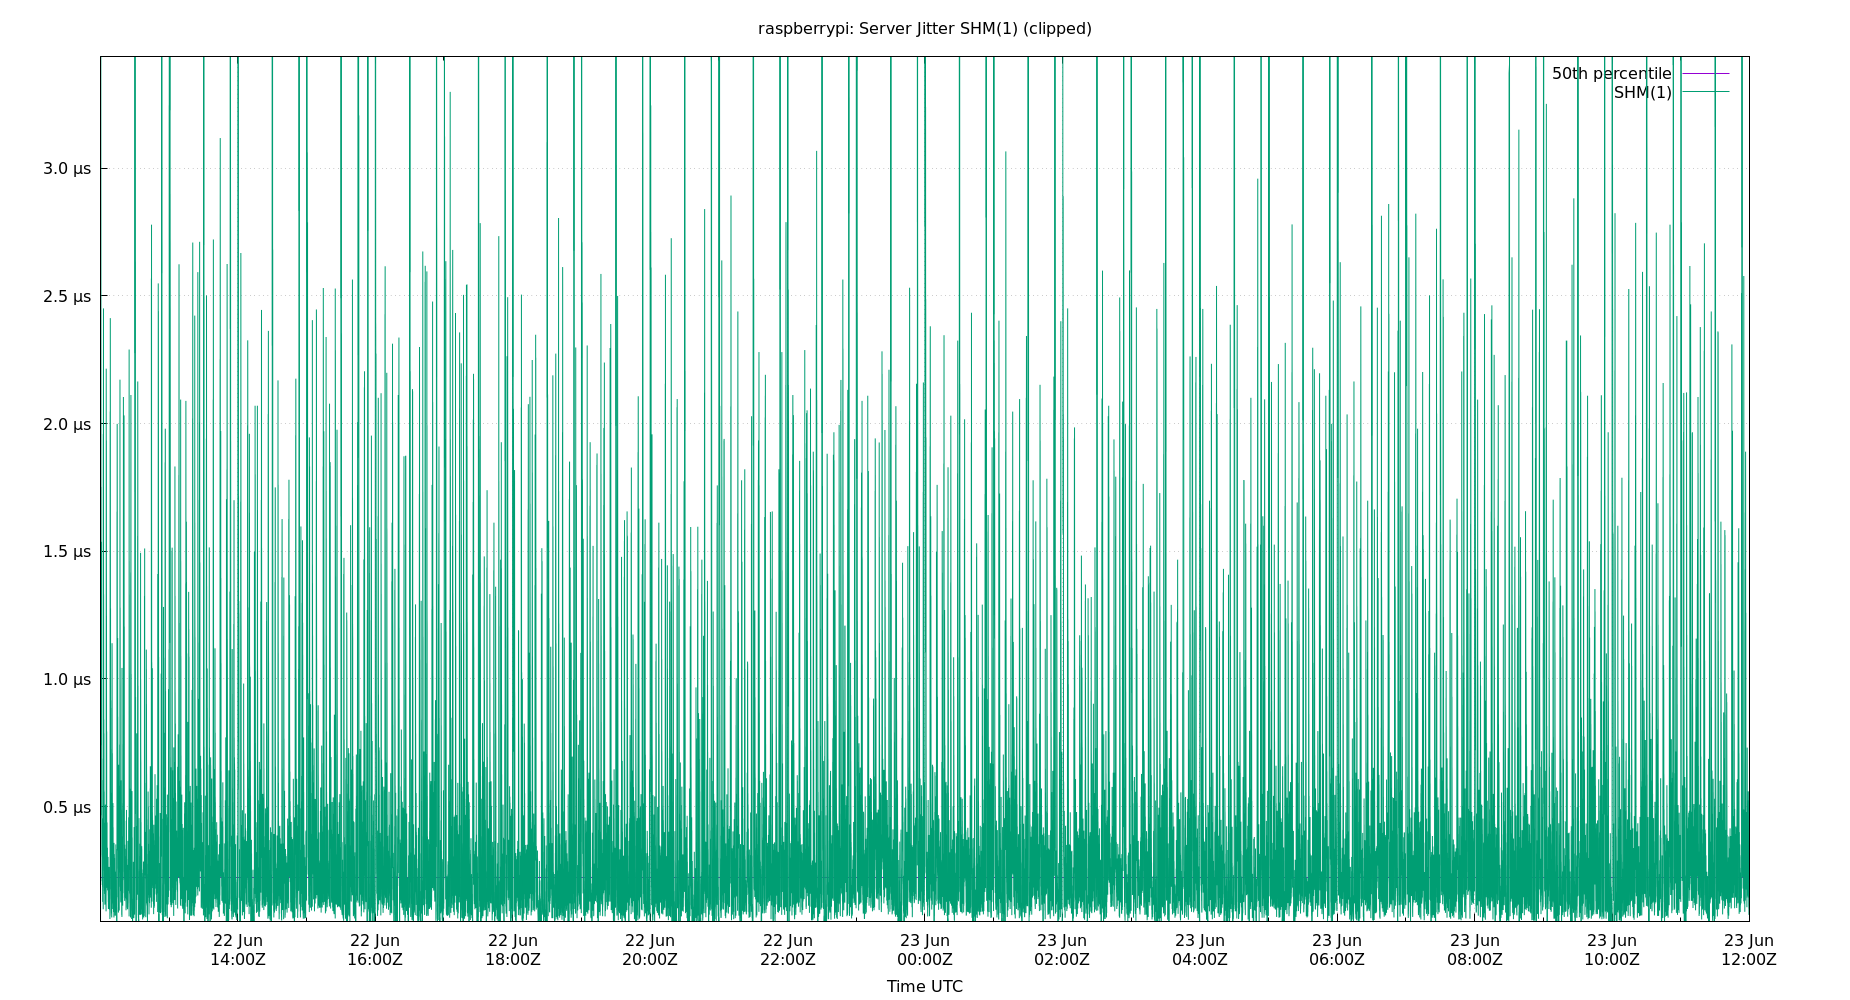 raspberrypi: Server Jitter SHM(1) (clipped)
50th percentile
SHM(1)
3.0 µs
2.5 µs
2.0 µs
1.5 µs
1.0 µs
0.5 µs
22 Jun 22 Jun 22 Jun 22 Jun 22 Jun 23 Jun 23 Jun 23 Jun 23 Jun 23 Jun 23 Jun 23 Jun
14:00Z 16:00Z 18:00Z 20:00Z 22:00Z 00:00Z 02:00Z 04:00Z 06:00Z 08:00Z 10:00Z 12:00Z
Time UTC